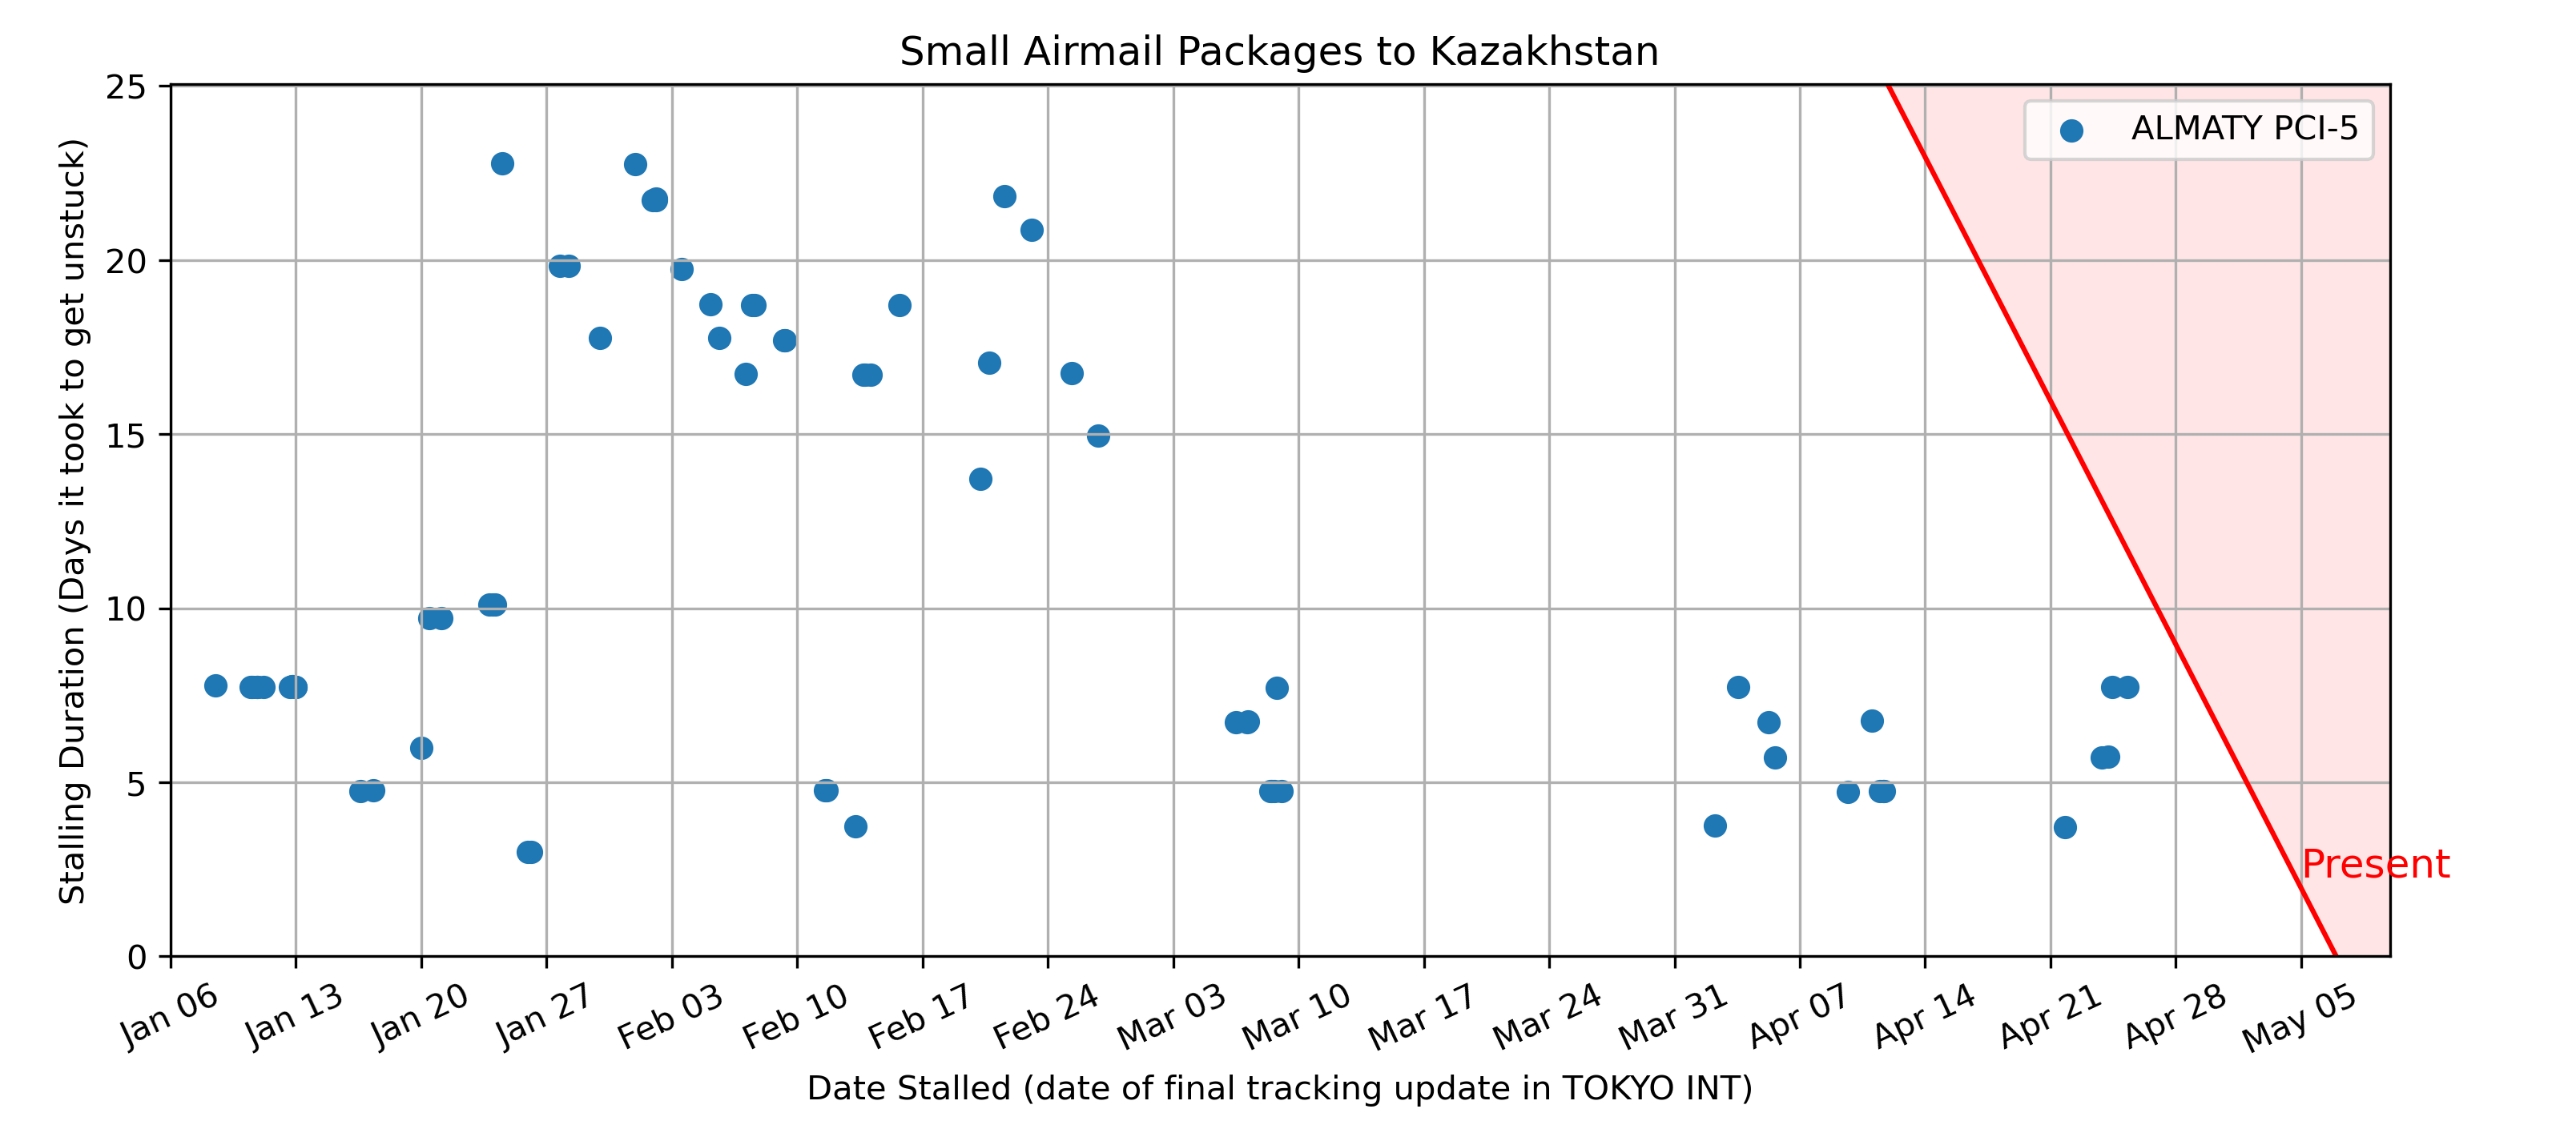 Small Airmail Packages to Kazakhstan
Stalling Duration (Days it took to get unstuck)
25
20
15
10
5
0
ALMATY PCI-5
Present
Jan 06
Jan 13
Jan 20
Jan 27
Feb 03
Feb 10
Feb 17
Feb 24
Mar 03
Mar 10
Mar 17
Mar 24
Mar 31
Apr 07
Apr 14
Apr 21
Apr 28
May 05
Date Stalled (date of final tracking update in TOKYO INT)